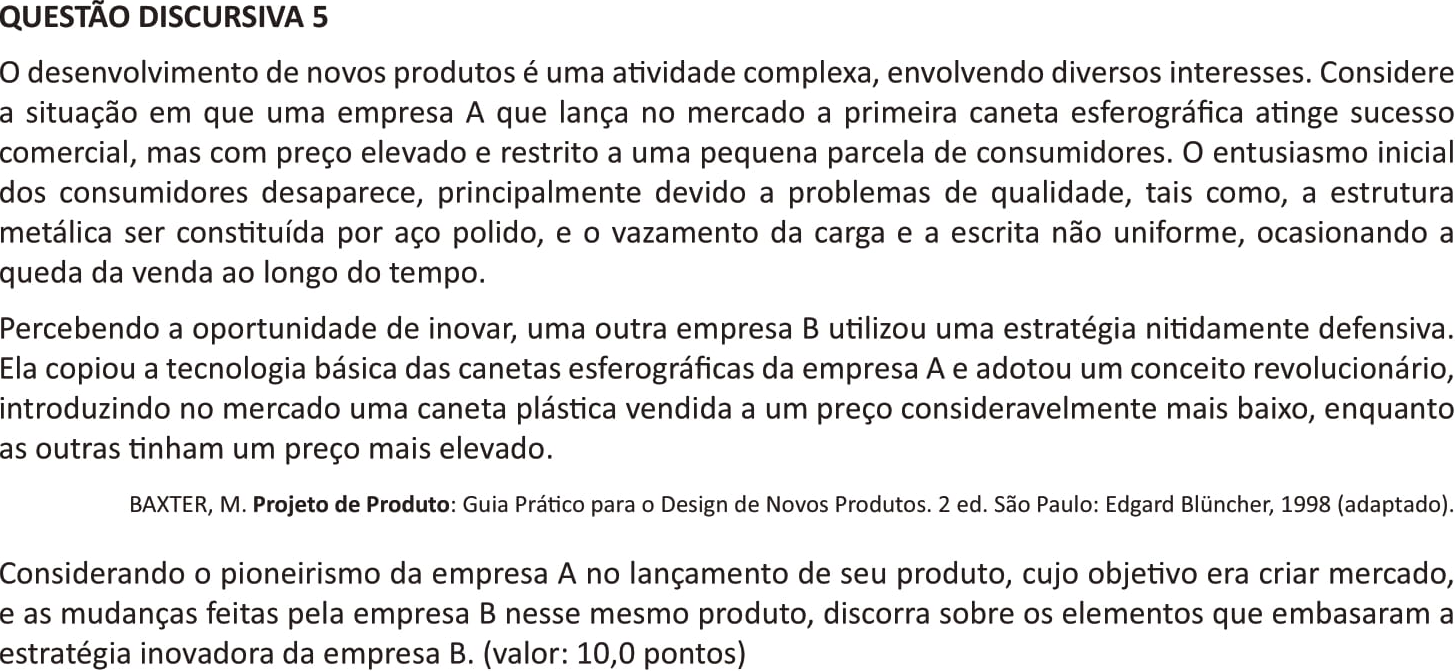 QUESTÃO DISCURSIVA 5
O desenvolvimento de novos produtos é uma atividade complexa, envolvendo diversos interesses. Considere
a situação em que uma empresa A que lança no mercado a primeira caneta esferográfica atinge sucesso
comercial, mas com preço elevado e restrito a uma pequena parcela de consumidores. O entusiasmo inicial
dos consumidores desaparece, principalmente devido a problemas de qualidade, tais como, a estrutura
metálica ser constituída por aço polido, e o vazamento da carga e a escrita não uniforme, ocasionando a
queda da venda ao longo do tempo.
Percebendo a oportunidade de inovar, uma outra empresa B utilizou uma estratégia nitidamente defensiva.
Ela copiou a tecnologia básica das canetas esferográficas da empresa A e adotou um conceito revolucionário,
introduzindo no mercado uma caneta plástica vendida a um preço consideravelmente mais baixo, enquanto
as outras tinham um preço mais elevado.
BAXTER, M. Projeto de Produto: Guia Prático para o Design de Novos Produtos. 2 ed. São Paulo: Edgard Blüncher, 1998 (adaptado).
Considerando o pioneirismo da empresa A no lançamento de seu produto, cujo objetivo era criar mercado,
e as mudanças feitas pela empresa B nesse mesmo produto, discorra sobre os elementos que embasaram a
estratégia inovadora da empresa B. (valor: 10,0 pontos)